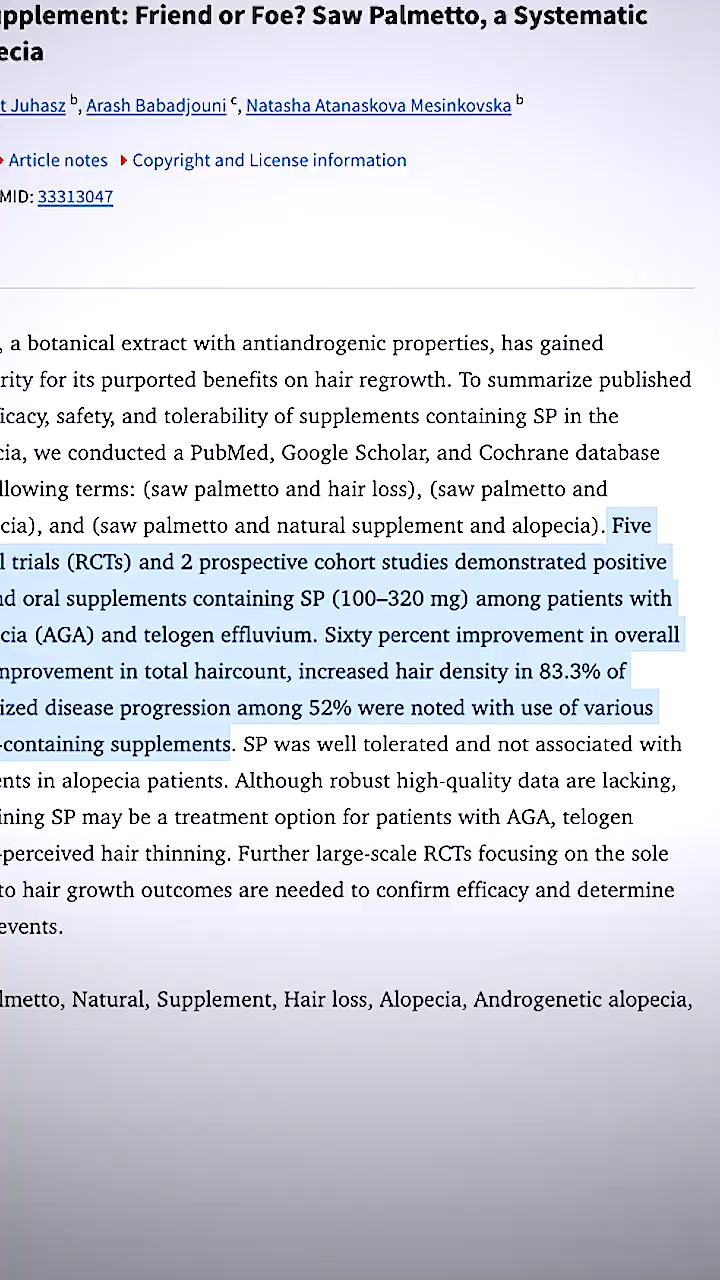 pplement: Friend or Foe? Saw Palmetto, a Systematic
ecia
t Juhasz b, Arash Babadjouni c, Natasha Atanaskova Mesinkovska b
Article notes Copyright and License information
MID: 33313047
, a botanical extract with antiandrogenic properties, has gained
rity for its purported benefits on hair regrowth. To summarize published
ficacy, safety, and tolerability of supplements containing SP in the
cia, we conducted a PubMed, Google Scholar, and Cochrane database
llowing terms: (saw palmetto and hair loss), (saw palmetto and
cia), and (saw palmetto and natural supplement and alopecia). Five
l trials (RCTs) and 2 prospective cohort studies demonstrated positive
nd oral supplements containing SP (100–320 mg) among patients with
cia (AGA) and telogen effluvium. Sixty percent improvement in overall
mprovement in total haircount, increased hair density in 83.3% of
ized disease progression among 52% were noted with use of various
-containing supplements. SP was well tolerated and not associated with
ents in alopecia patients. Although robust high-quality data are lacking,
ining SP may be a treatment option for patients with AGA, telogen
-perceived hair thinning. Further large-scale RCTs focusing on the sole
to hair growth outcomes are needed to confirm efficacy and determine
events.
lmetto, Natural, Supplement, Hair loss, Alopecia, Androgenetic alopecia,